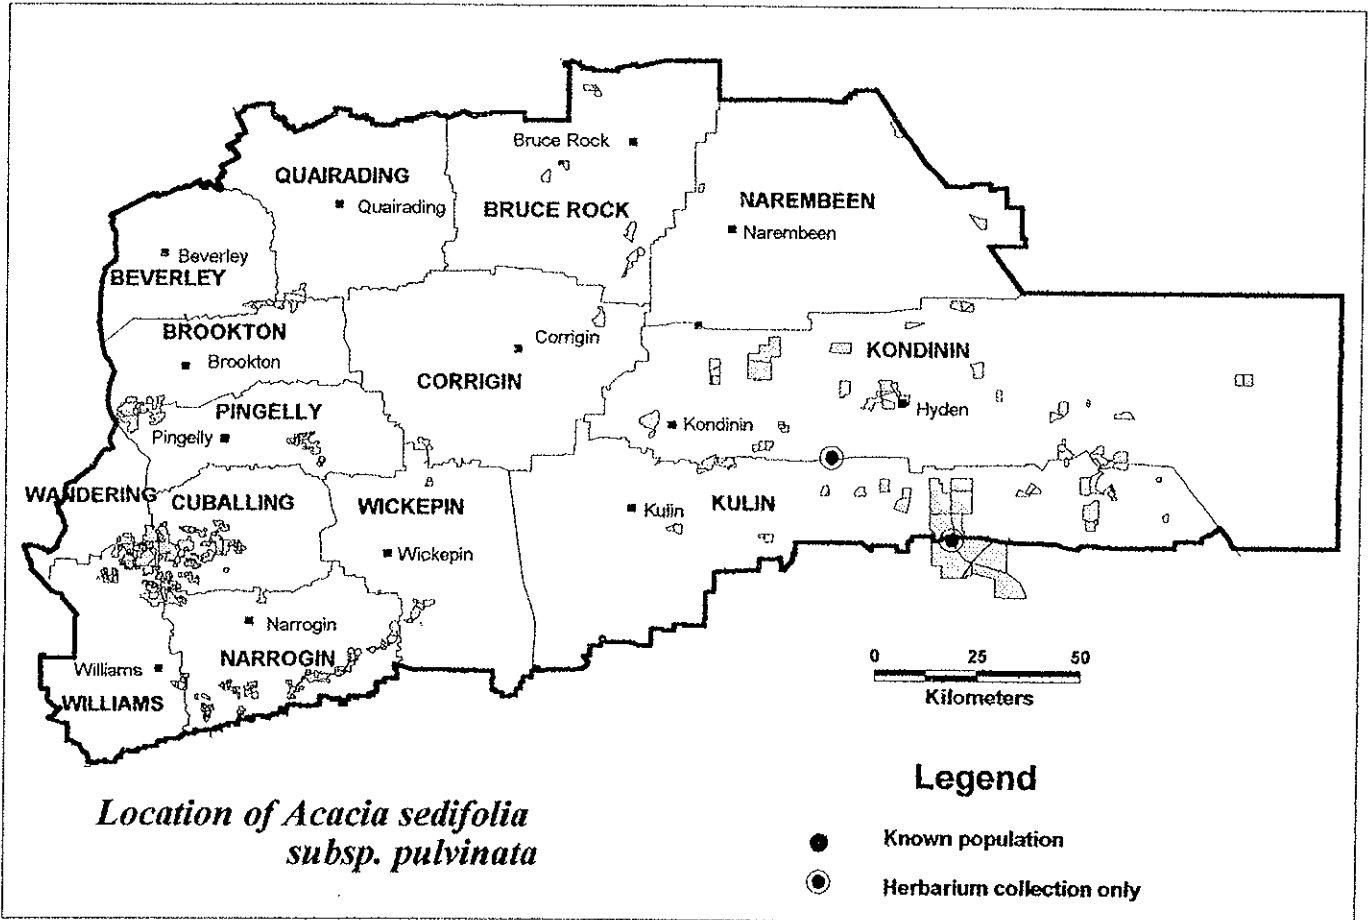 Bruce Rock
QUAIRADING
Quairading
BRUCE ROCK
NAREMBEEN
Narembeen
Beverley
BEVERLEY
BROOKTON
Brookton
Corrigin
CORRIGIN
KONDININ
Hyden
PINGELLY
Pingelly
Kondinin
WANDERING
CUBALLING
WICKEPIN
Wickepin
Kulin
KULIN
Narrogin
NARROGIN
Williams
WILLIAMS
0 25 50
Kilometers
Location of Acacia sedifolia
subsp. pulvinata
Legend
Known population
Herbarium collection only